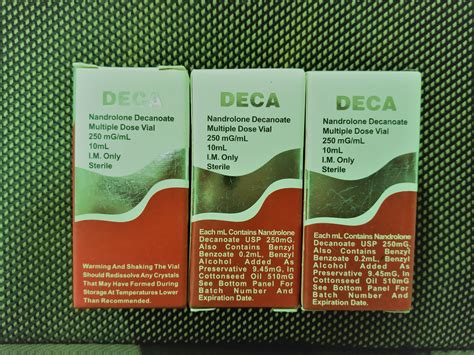 DECA
Nandrolone Decanoate
Multiple Dose Vial
250 mG/mL
10mL
I.M. Only
Sterile
Warming And Shaking The Vial
Should Redissolve Any Crystals
That May Have Formed During
Storage At Temperatures Lower
Than Recommended.
DECA
Nandrolone Decanoate
Multiple Dose Vial
250 mG/mL
10mL
I.M. Only
Sterile
Each mL Contains Nandrolone
Decanoate USP 250mG.
Also Contains Benzyl
Benzoate 0.2mL, Benzyl
Alcohol Added As
Preservative 9.45mG, In
Cottonseed Oil 510mG
See Bottom Panel For
Batch Number And
Expiration Date.
DECA
Nandrolone Decanoate
Multiple Dose Vial
250 mG/mL
10mL
I.M. Only
Sterile
Each mL Contains Nandrolone
Decanoate USP 250mG.
Also Contains Benzyl
Benzoate 0.2mL, Benzyl
Alcohol Added As
Preservative 9.45mG, In
Cottonseed Oil 510mG
See Bottom Panel For
Batch Number And
Expiration Date.